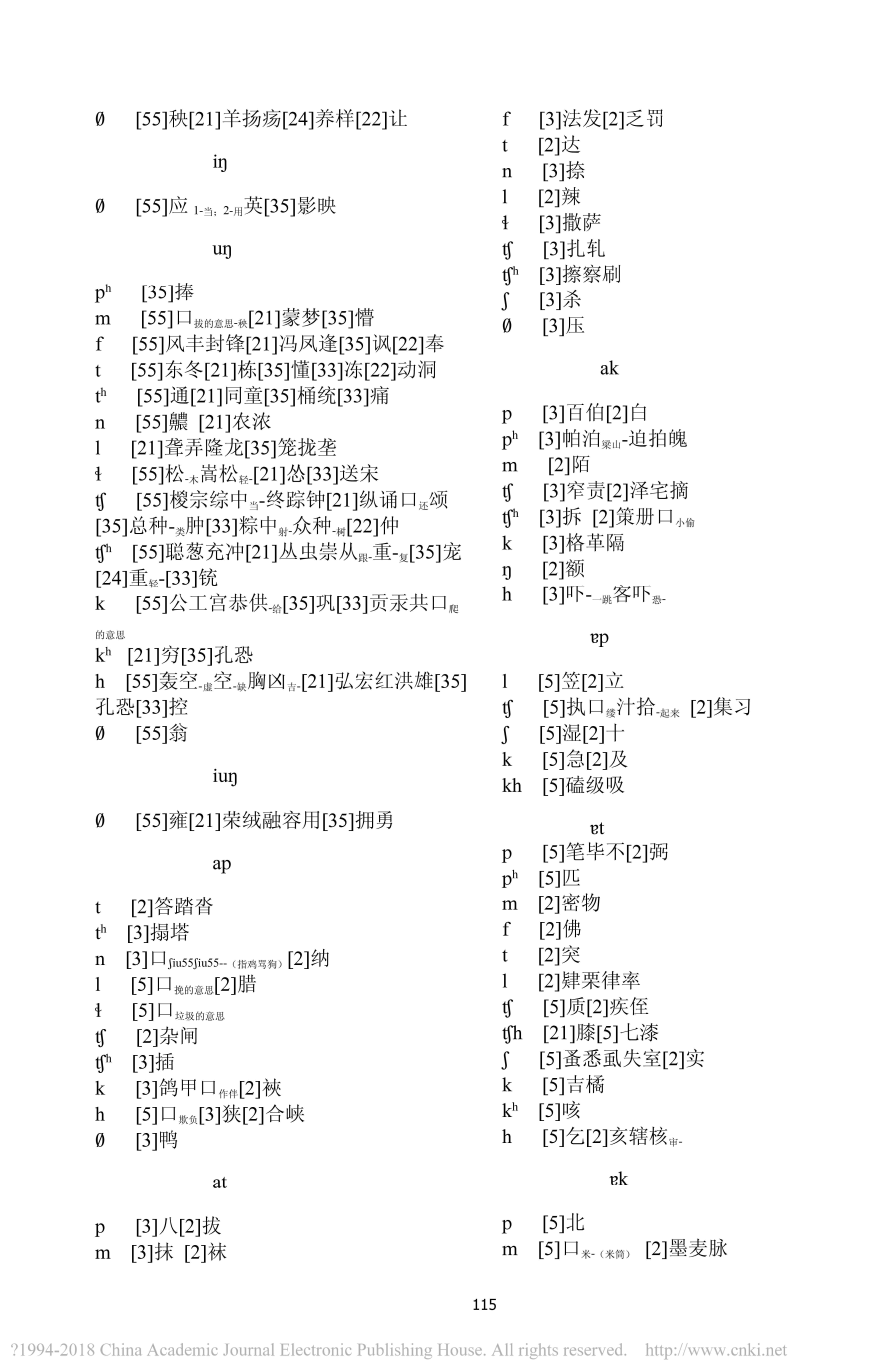 Ø [55]秧[21]羊扬疡[24]养样[22]让
iŋ
Ø [55]应 1-当；2-用英[35]影映
uŋ
pʰ [35]捧
m [55]口拔的意思-秧[21]蒙梦[35]懵
f [55]风丰封锋[21]冯凤逢[35]讽[22]奉
t [55]东冬[21]栋[35]懂[33]冻[22]动洞
tʰ [55]通[21]同童[35]桶统[33]痛
n [55]齈 [21]农浓
l [21]聋弄隆龙[35]笼拢垄
ɬ [55]松-木嵩松轻-[21]怂[33]送宋
ʧ [55]椶宗综中当-终踪钟[21]纵诵口还颂
[35]总种-类肿[33]粽中射-众种-树[22]仲
ʧʰ [55]聪葱充冲[21]丛虫崇从跟-重-复[35]宠
[24]重轻-[33]铳
k [55]公工宫恭供-给[35]巩[33]贡汞共口爬
的意思
kʰ [21]穷[35]孔恐
h [55]轰空-虚空-缺胸凶吉-[21]弘宏红洪雄[35]
孔恐[33]控
Ø [55]翁
iuŋ
Ø [55]雍[21]荣绒融容用[35]拥勇
ap
t [2]答踏沓
tʰ [3]搨塔
n [3]口ʃiu55ʃiu55--（指鸡骂狗）[2]纳
l [5]口挽的意思[2]腊
ɬ [5]口垃圾的意思
ʧ [2]杂闸
ʧʰ [3]插
k [3]鸽甲口作伴[2]裌
h [5]口欺负[3]狭[2]合峡
Ø [3]鸭
at
p [3]八[2]拔
m [3]抹 [2]袜
f [3]法发[2]乏罚
t [2]达
n [3]捺
l [2]辣
ɬ [3]撒萨
ʧ [3]扎轧
ʧʰ [3]擦察刷
ʃ [3]杀
Ø [3]压
ak
p [3]百伯[2]白
pʰ [3]帕泊梁山-迫拍魄
m [2]陌
ʧ [3]窄责[2]泽宅摘
ʧʰ [3]拆 [2]策册口小偷
k [3]格革隔
ŋ [2]额
h [3]吓-一跳客吓恐-
ɐp
l [5]笠[2]立
ʧ [5]执口缕汁拾-起来 [2]集习
ʃ [5]湿[2]十
k [5]急[2]及
kh [5]磕级吸
ɐt
p [5]笔毕不[2]弼
pʰ [5]匹
m [2]密物
f [2]佛
t [2]突
l [2]肆栗律率
ʧ [5]质[2]疾侄
ʧh [21]膝[5]七漆
ʃ [5]蚤悉虱失室[2]实
k [5]吉橘
kʰ [5]咳
h [5]乞[2]亥辖核审-
ɐk
p [5]北
m [5]口米-（米筒） [2]墨麦脉
115
?1994-2018 China Academic Journal Electronic Publishing House. All rights reserved. http://www.cnki.net